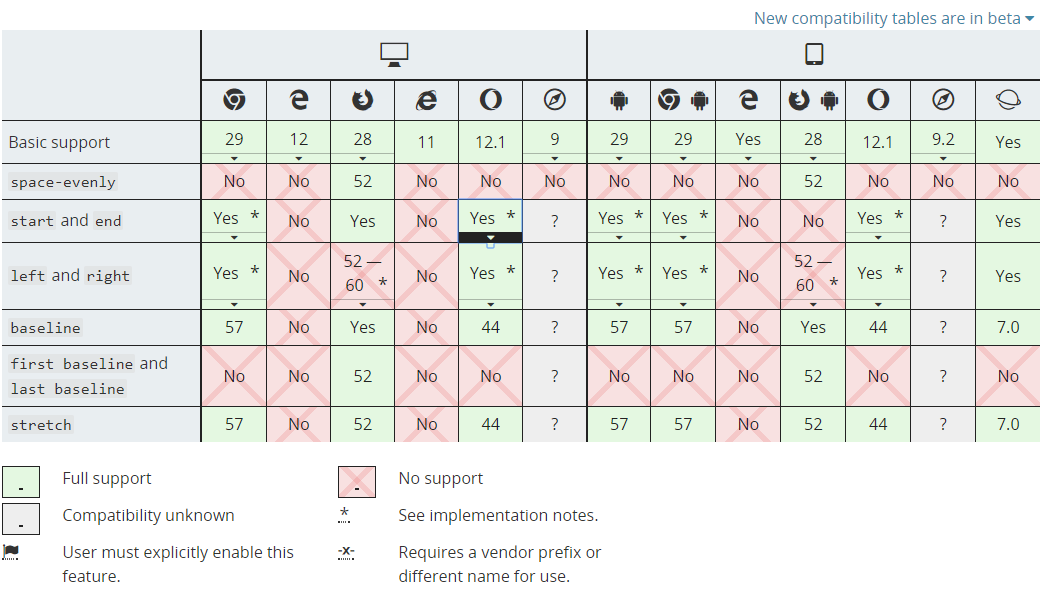 New compatibility tables are in beta
Basic support 29 12 28 11 12.1 9 29 29 Yes 28 12.1 9.2 Yes
space-evenly No No 52 No No No No No No 52 No No No
start and end Yes * No Yes No Yes * ? Yes * Yes * No No Yes * ? Yes
left and right Yes * No 52 — 60 * No Yes * ? Yes * Yes * No 52 — 60 * Yes * ? Yes
baseline 57 No Yes No 44 ? 57 57 No Yes 44 ? 7.0
first baseline and
last baseline No No 52 No No ? No No No 52 No ? No
stretch 57 No 52 No 44 ? 57 57 No 52 44 ? 7.0
- Full support - No support
- Compatibility unknown * See implementation notes.
User must explicitly enable this
feature.
-x- Requires a vendor prefix or
different name for use.